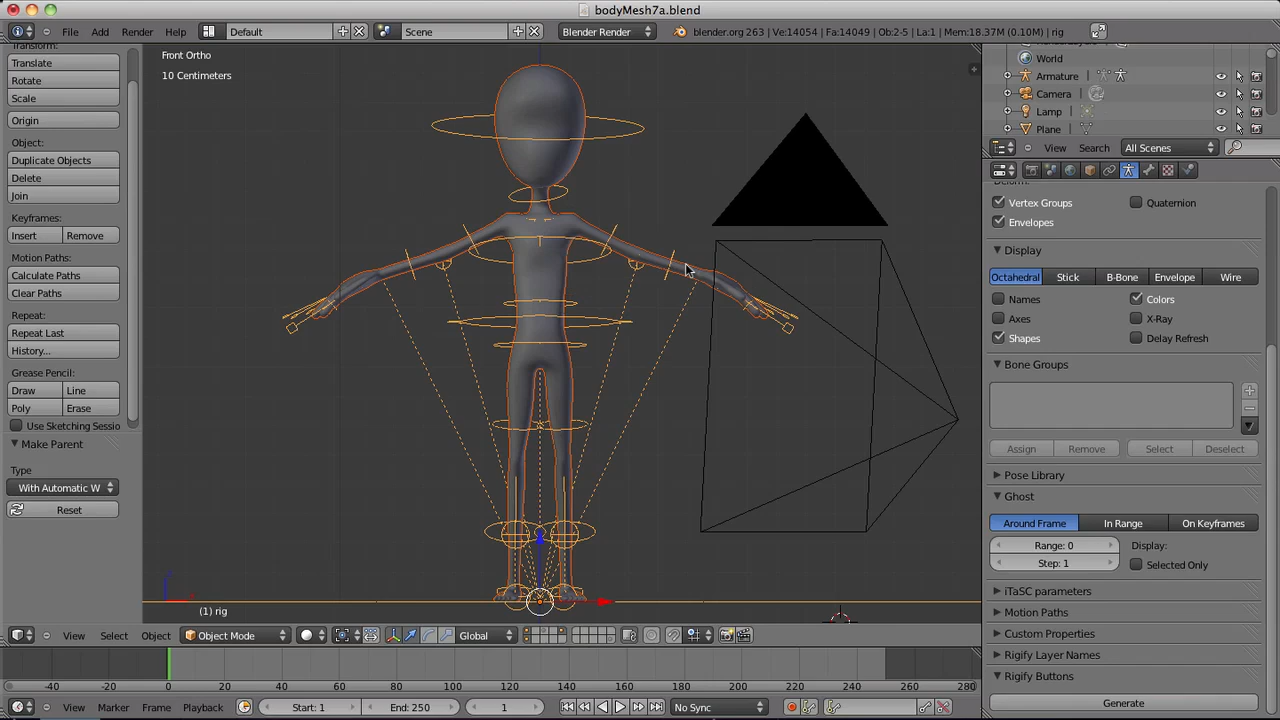 bodyMesh7a.blend
File Add Render Help Default Scene Blender Render blender.org 263 | Ve:14054 | Fa:14049 | Ob:2-5 | La:1 | Mem:18.37M (0.10M) | rig
Transform:
Translate
Rotate
Scale
Origin
Object:
Duplicate Objects
Delete
Join
Keyframes:
Insert Remove
Motion Paths:
Calculate Paths
Clear Paths
Repeat:
Repeat Last
History...
Grease Pencil:
Draw Line
Poly Erase
Use Sketching Sessio
Make Parent
Type
With Automatic W
Reset
Front Ortho
10 Centimeters
(1) rig
View Select Object Object Mode Global
World
Armature
Camera
Lamp
Plane
View Search All Scenes
Deform:
Vertex Groups Quaternion
Envelopes
Display
Octahedral Stick B-Bone Envelope Wire
Names Colors
Axes X-Ray
Shapes Delay Refresh
Bone Groups
Assign Remove Select Deselect
Pose Library
Ghost
Around Frame In Range On Keyframes
Range: 0 Display:
Step: 1 Selected Only
iTaSC parameters
Motion Paths
Custom Properties
Rigify Layer Names
Rigify Buttons
Generate
-40 -20 0 20 40 60 80 100 120 140 160 180 200 220 240 260 280
View Marker Frame Playback Start: 1 End: 250 1 No Sync